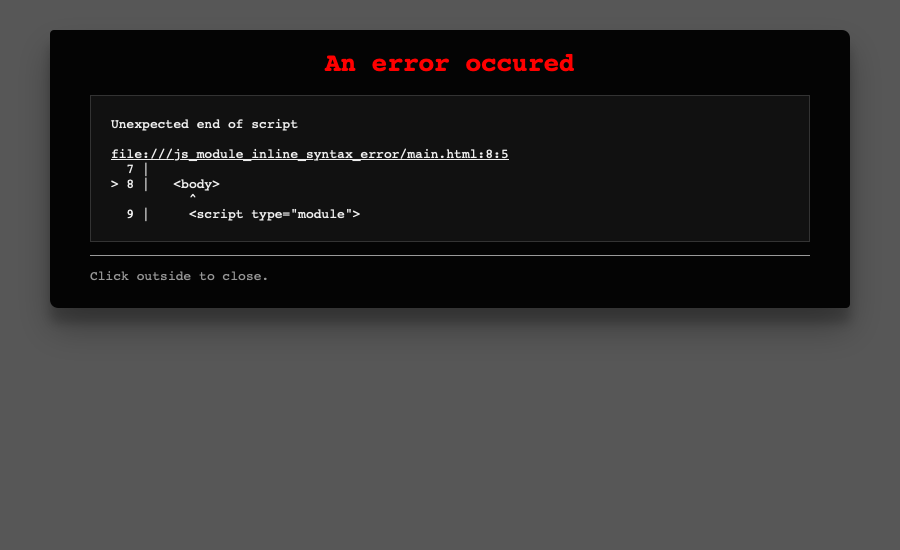 An error occured
Unexpected end of script
file:///js_module_inline_syntax_error/main.html:8:5
  7 |
> 8 |   <body>
          ^
  9 |     <script type="module">
Click outside to close.